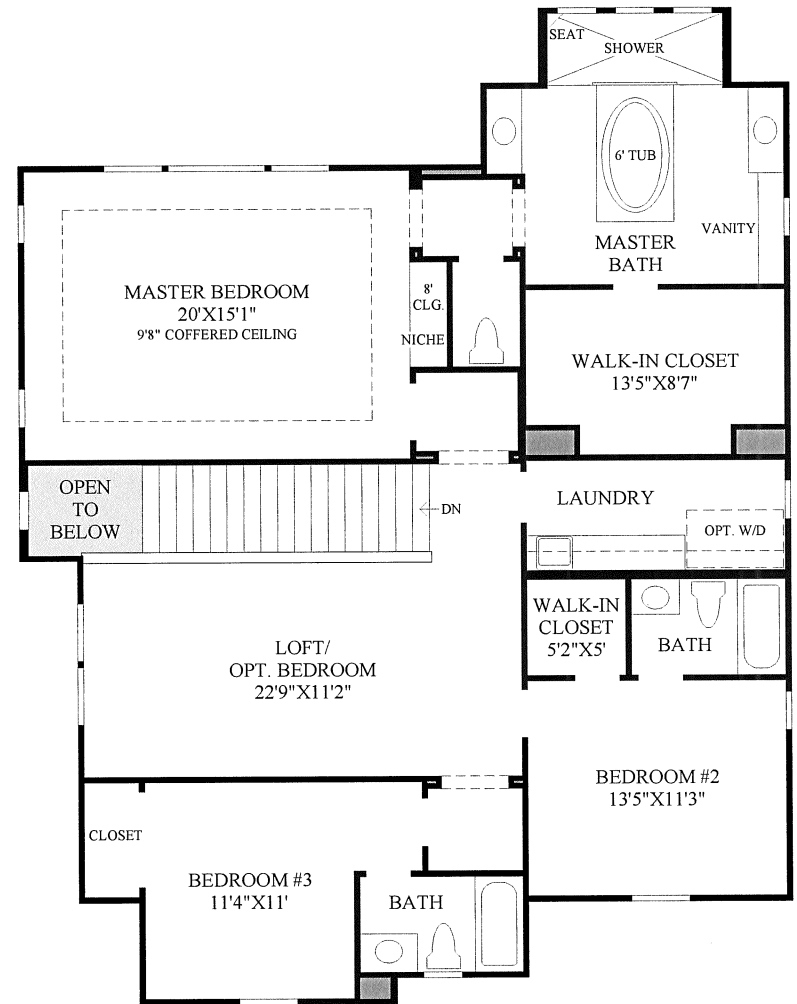 SEAT
SHOWER
6' TUB
VANITY
MASTER
BATH
MASTER BEDROOM
20'X15'1"
9'8" COFFERED CEILING
8'
CLG.
NICHE
WALK-IN CLOSET
13'5"X8'7"
OPEN
TO
BELOW
DN
LAUNDRY
OPT. W/D
WALK-IN
CLOSET
5'2"X5'
BATH
LOFT/
OPT. BEDROOM
22'9"X11'2"
BEDROOM #2
13'5"X11'3"
CLOSET
BEDROOM #3
11'4"X11'
BATH